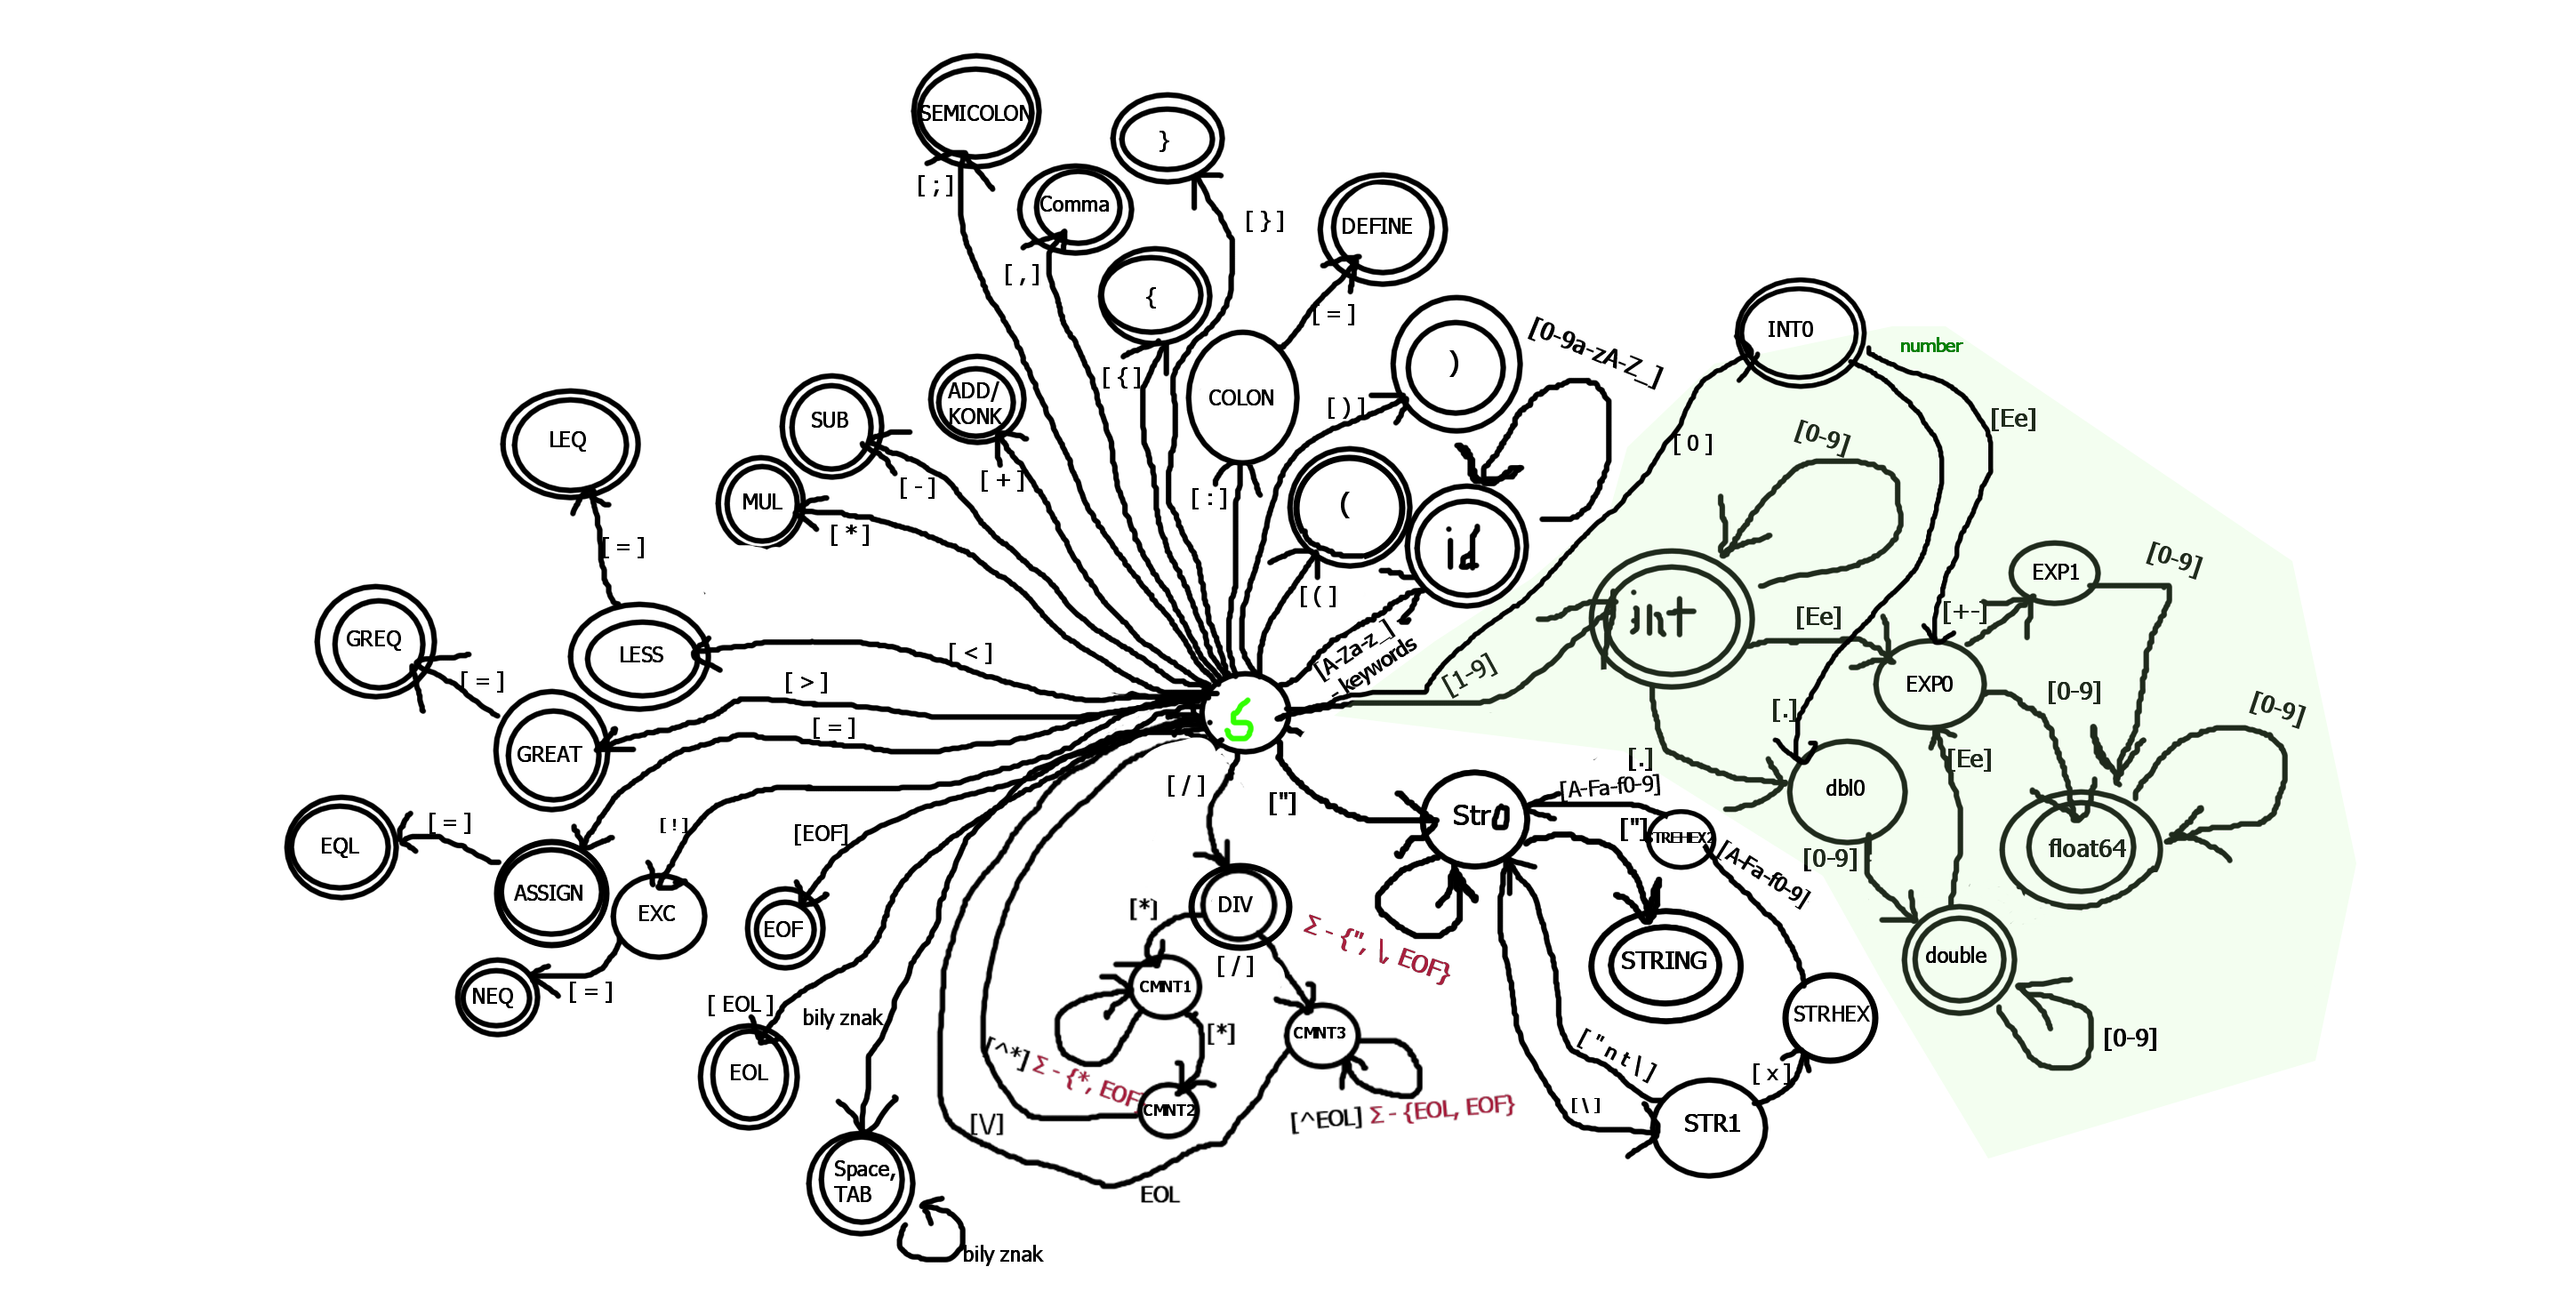 SEMICOLON
}
[;]
Comma
[}]
DEFINE
[,]
{
[=]
INT0
number
)
[0-9a-zA-Z_]
[{]
COLON
ADD/
KONK
SUB
[)]
[Ee]
[0]
[0-9]
LEQ
MUL
[-]
[+]
[:]
(
id
[*]
[=]
[0-9]
EXP1
[(]
int
[Ee]
[+-]
GREQ
LESS
[<]
[A-Za-z_]
- keywords
[1-9]
EXP0
[0-9]
[=]
[>]
[0-9]
S
[.]
[=]
GREAT
[.]
[Ee]
[/]
["]
[A-Fa-f0-9]
dbl0
Str0
[=]
[!]
[EOF]
["]
STREHEX2
EQL
[0-9]
float64
[A-Fa-f0-9]
ASSIGN
EXC
EOF
DIV
[*]
Σ - {", \, EOF}
STRING
double
[/]
NEQ
[=]
CMNT1
[EOL]
bily znak
STRHEX
[*]
CMNT3
[0-9]
["nt\]
[^*] Σ - {*, EOF}
EOL
[x]
CMNT2
[^EOL] Σ - {EOL, EOF}
[\]
[\/]
STR1
Space,
TAB
EOL
bily znak